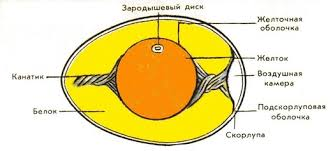 Зародышевый диск
Желточная
оболочка
Желток
Канатик
Воздушная
камера
Белок
Подскорлуповая
оболочка
Скорлупа